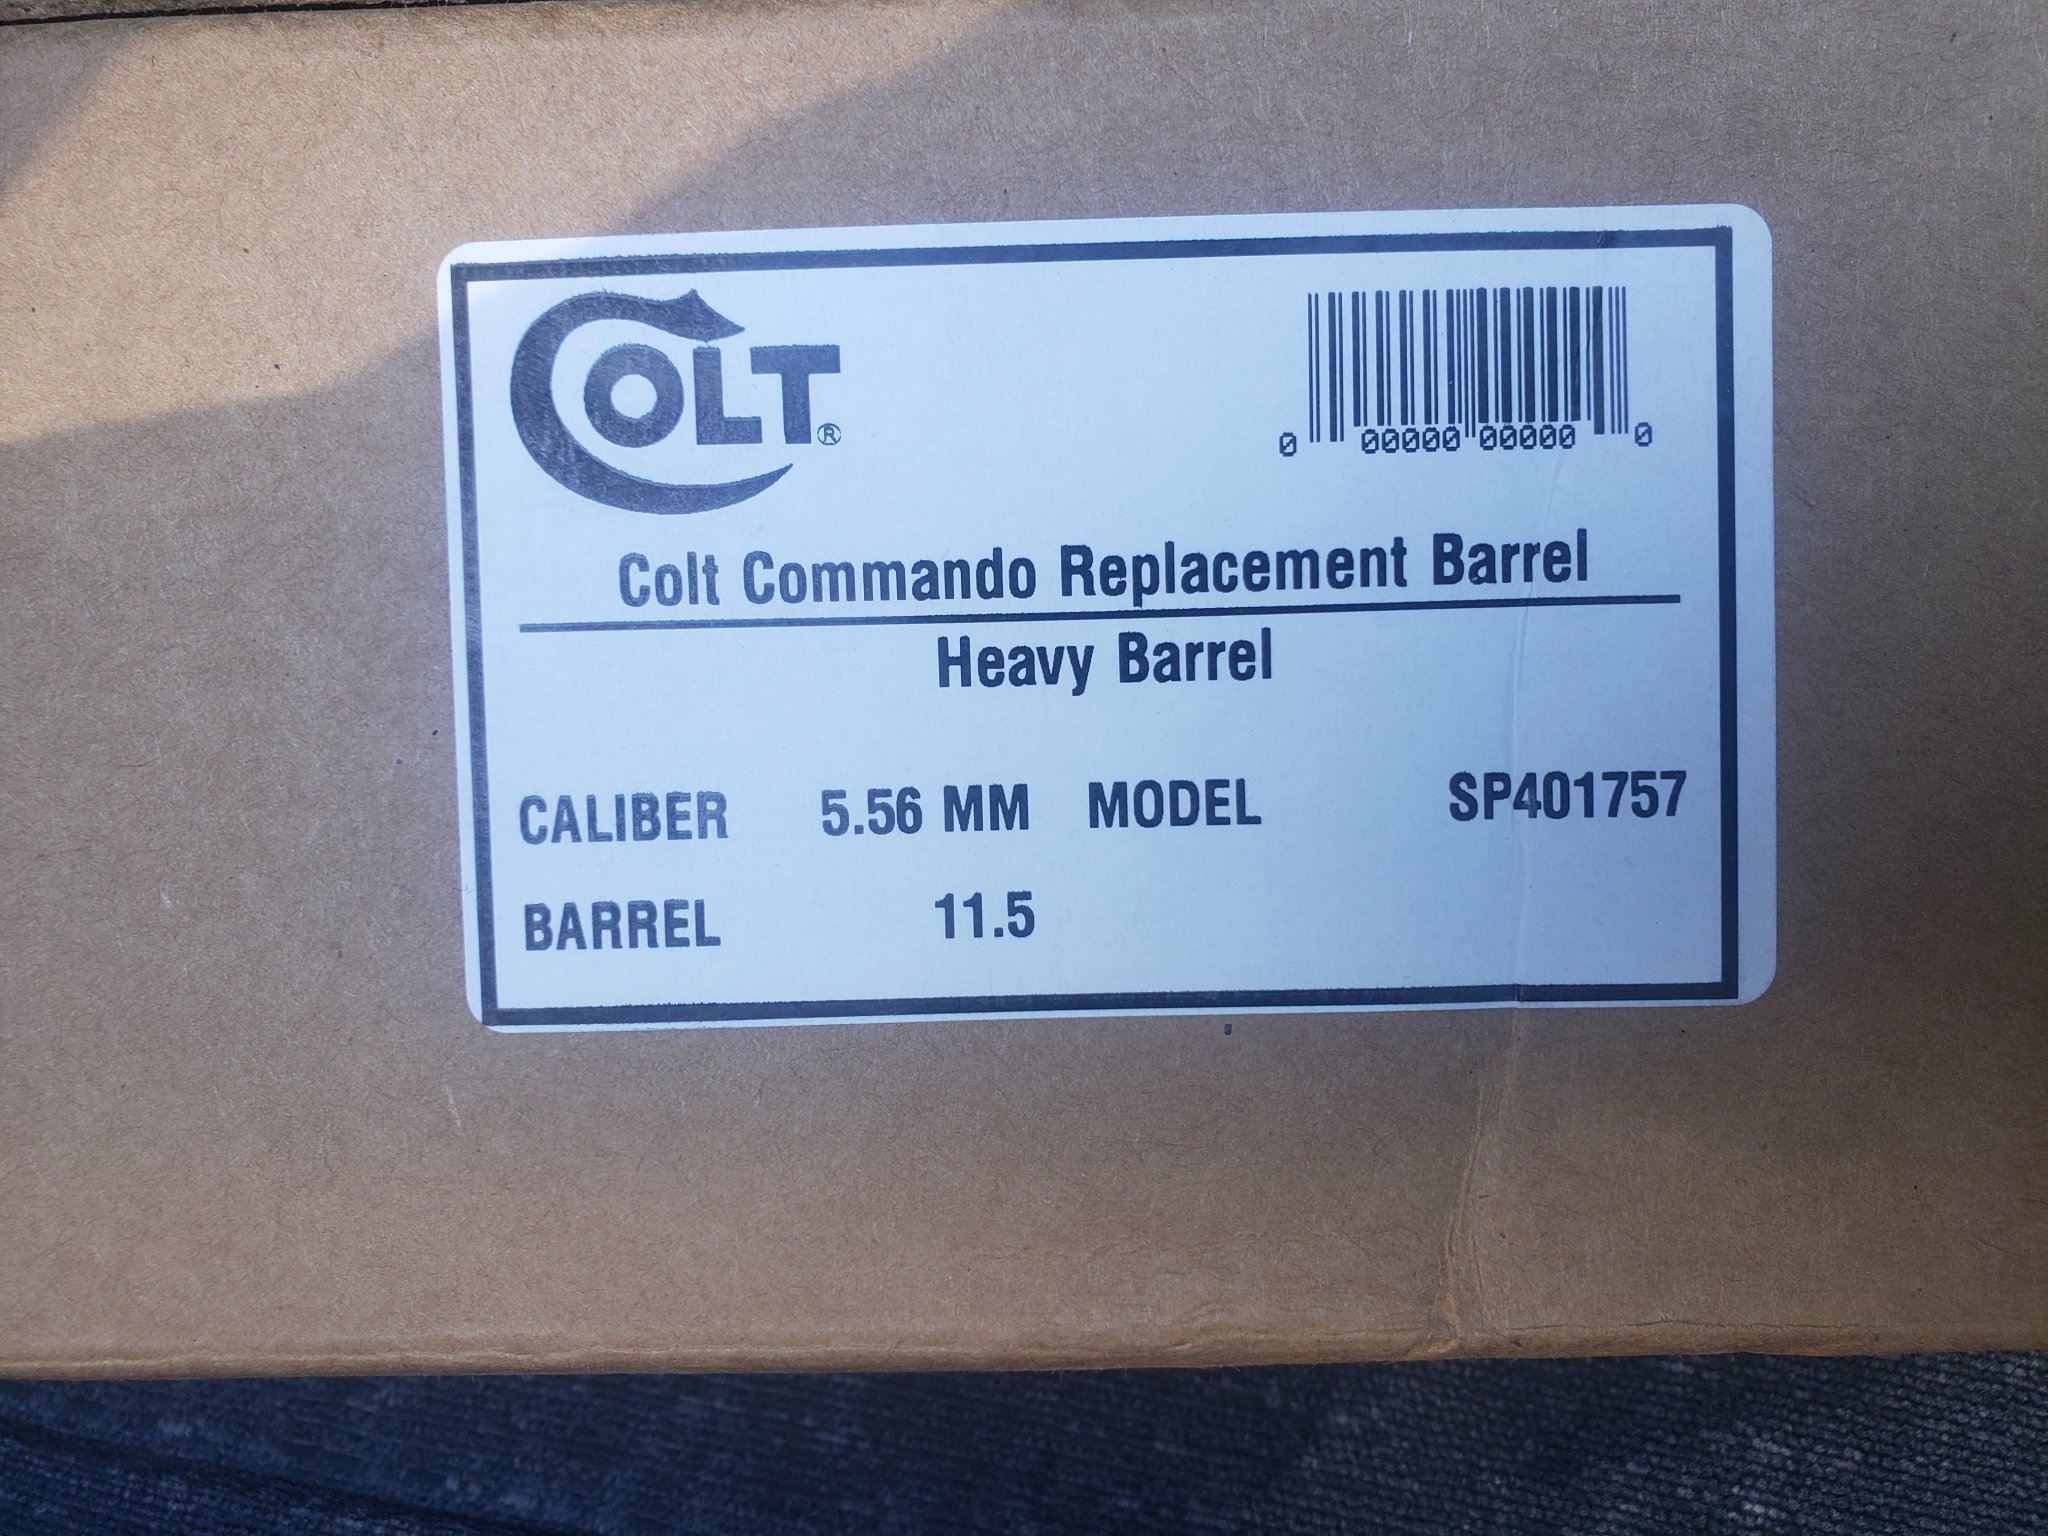 COLT®
0 00000 00000 0
Colt Commando Replacement Barrel
Heavy Barrel
CALIBER 5.56 MM MODEL SP401757
BARREL 11.5